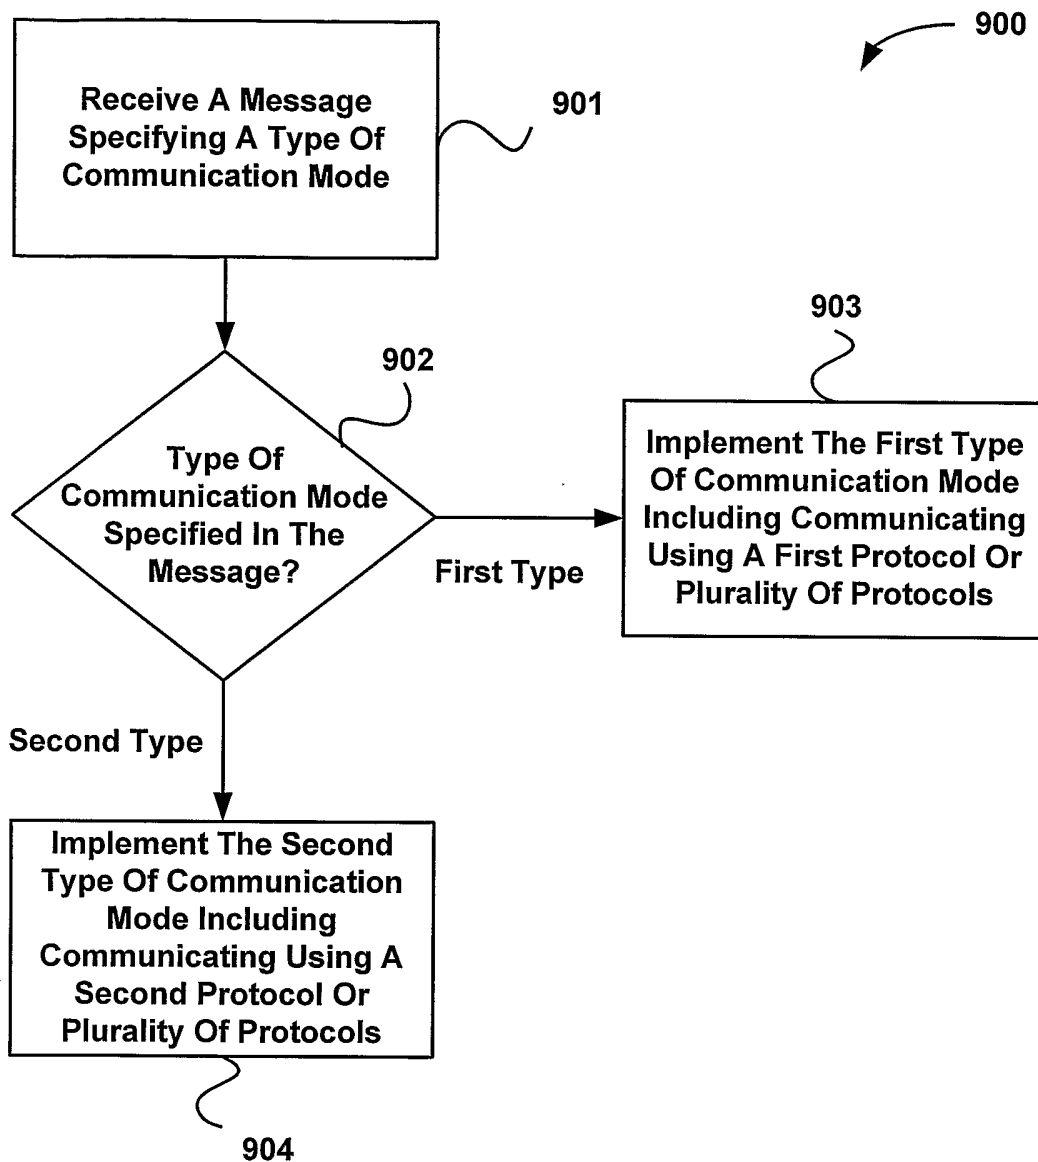 900
Receive A Message
Specifying A Type Of
Communication Mode
901
902
Type Of
Communication Mode
Specified In The
Message?
First Type
903
Implement The First Type
Of Communication Mode
Including Communicating
Using A First Protocol Or
Plurality Of Protocols
Second Type
Implement The Second
Type Of Communication
Mode Including
Communicating Using A
Second Protocol Or
Plurality Of Protocols
904